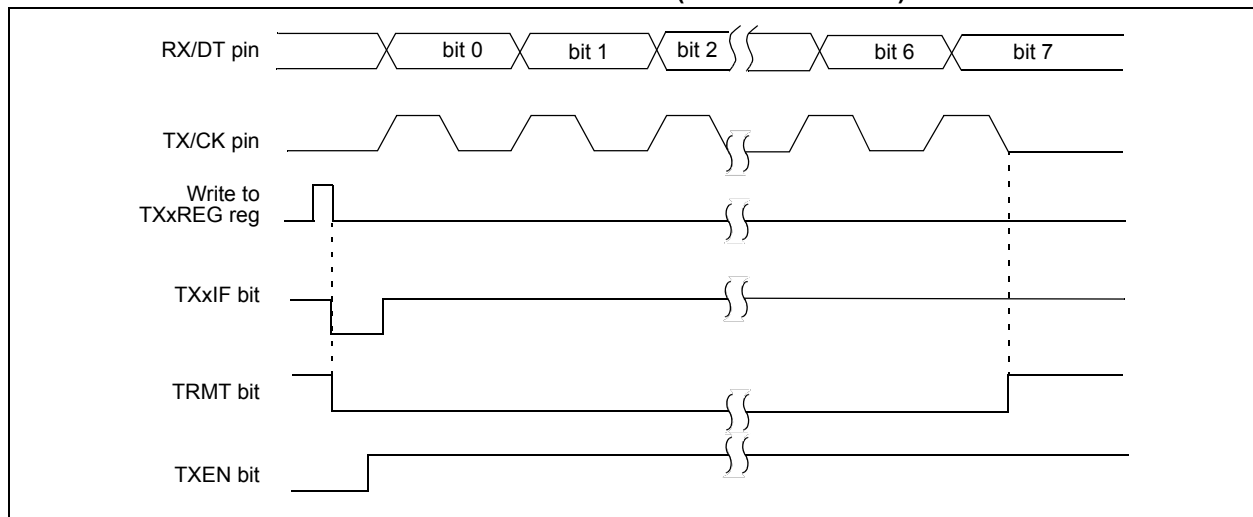 RX/DT pin
bit 0
bit 1
bit 2
bit 6
bit 7
TX/CK pin
Write to
TXxREG reg
TXxIF bit
TRMT bit
TXEN bit